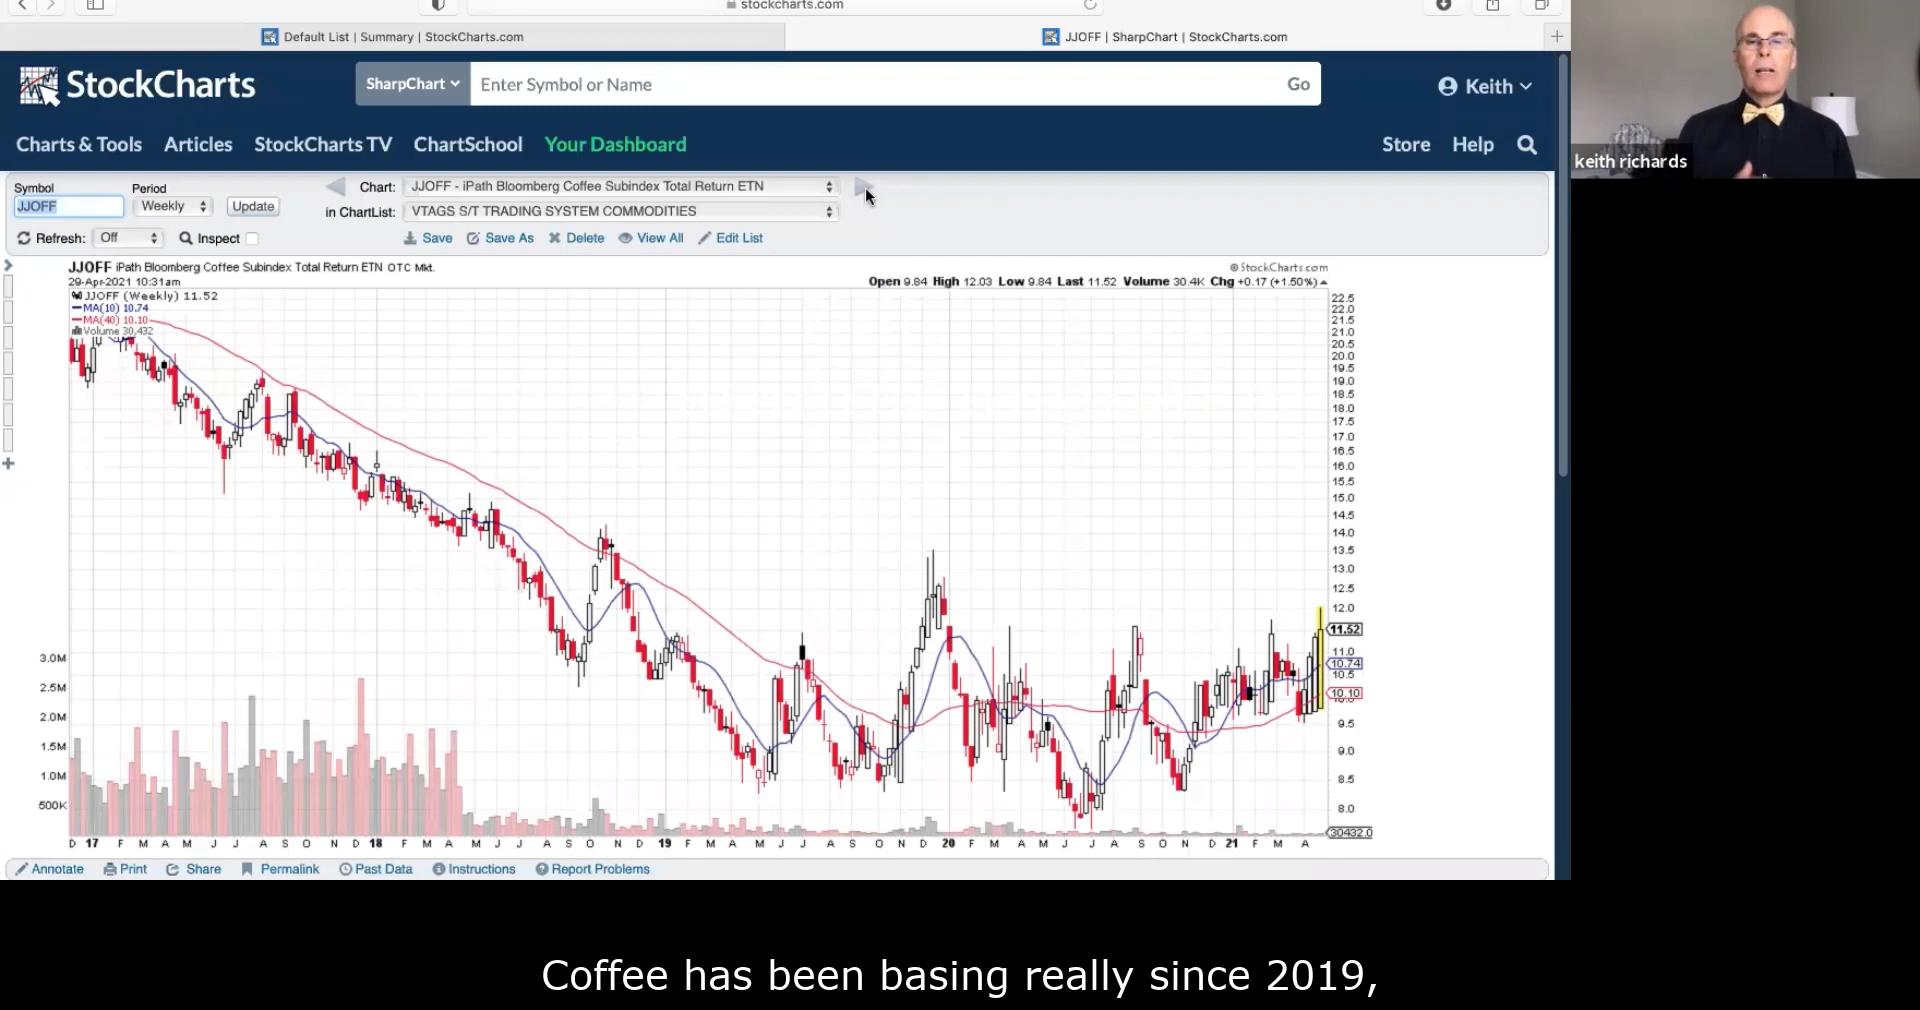 stockcharts.com
Default List | Summary | StockCharts.com
JJOFF | SharpChart | StockCharts.com
StockCharts
SharpChart
Enter Symbol or Name
Go
Keith
Charts & Tools
Articles
StockCharts TV
ChartSchool
Your Dashboard
Store
Help
keith richards
Symbol
Period
Chart: JJOFF - iPath Bloomberg Coffee Subindex Total Return ETN
JJOFF
Weekly
Update
in ChartList: VTAGS S/T TRADING SYSTEM COMMODITIES
Refresh: Off
Inspect
Save
Save As
Delete
View All
Edit List
JJOFF iPath Bloomberg Coffee Subindex Total Return ETN OTC Mkt.
© StockCharts.com
29-Apr-2021 10:31am
Open 9.84 High 12.03 Low 9.84 Last 11.52 Volume 30.4K Chg +0.17 (+1.50%)
JJOFF (Weekly) 11.52
MA(10) 10.74
MA(40) 10.10
Volume 30,432
22.5
22.0
21.5
21.0
20.5
20.0
19.5
19.0
18.5
18.0
17.5
17.0
16.5
16.0
15.5
15.0
14.5
14.0
13.5
13.0
12.5
12.0
11.52
11.0
10.74
10.5
10.10
9.5
9.0
8.5
8.0
30432.0
3.0M
2.5M
2.0M
1.5M
1.0M
500K
D 17 F M A M J J A S O N D 18 F M A M J J A S O N D 19 F M A M J J A S O N D 20 F M A M J J A S O N D 21 F M A
Annotate
Print
Share
Permalink
Past Data
Instructions
Report Problems
Coffee has been basing really since 2019,